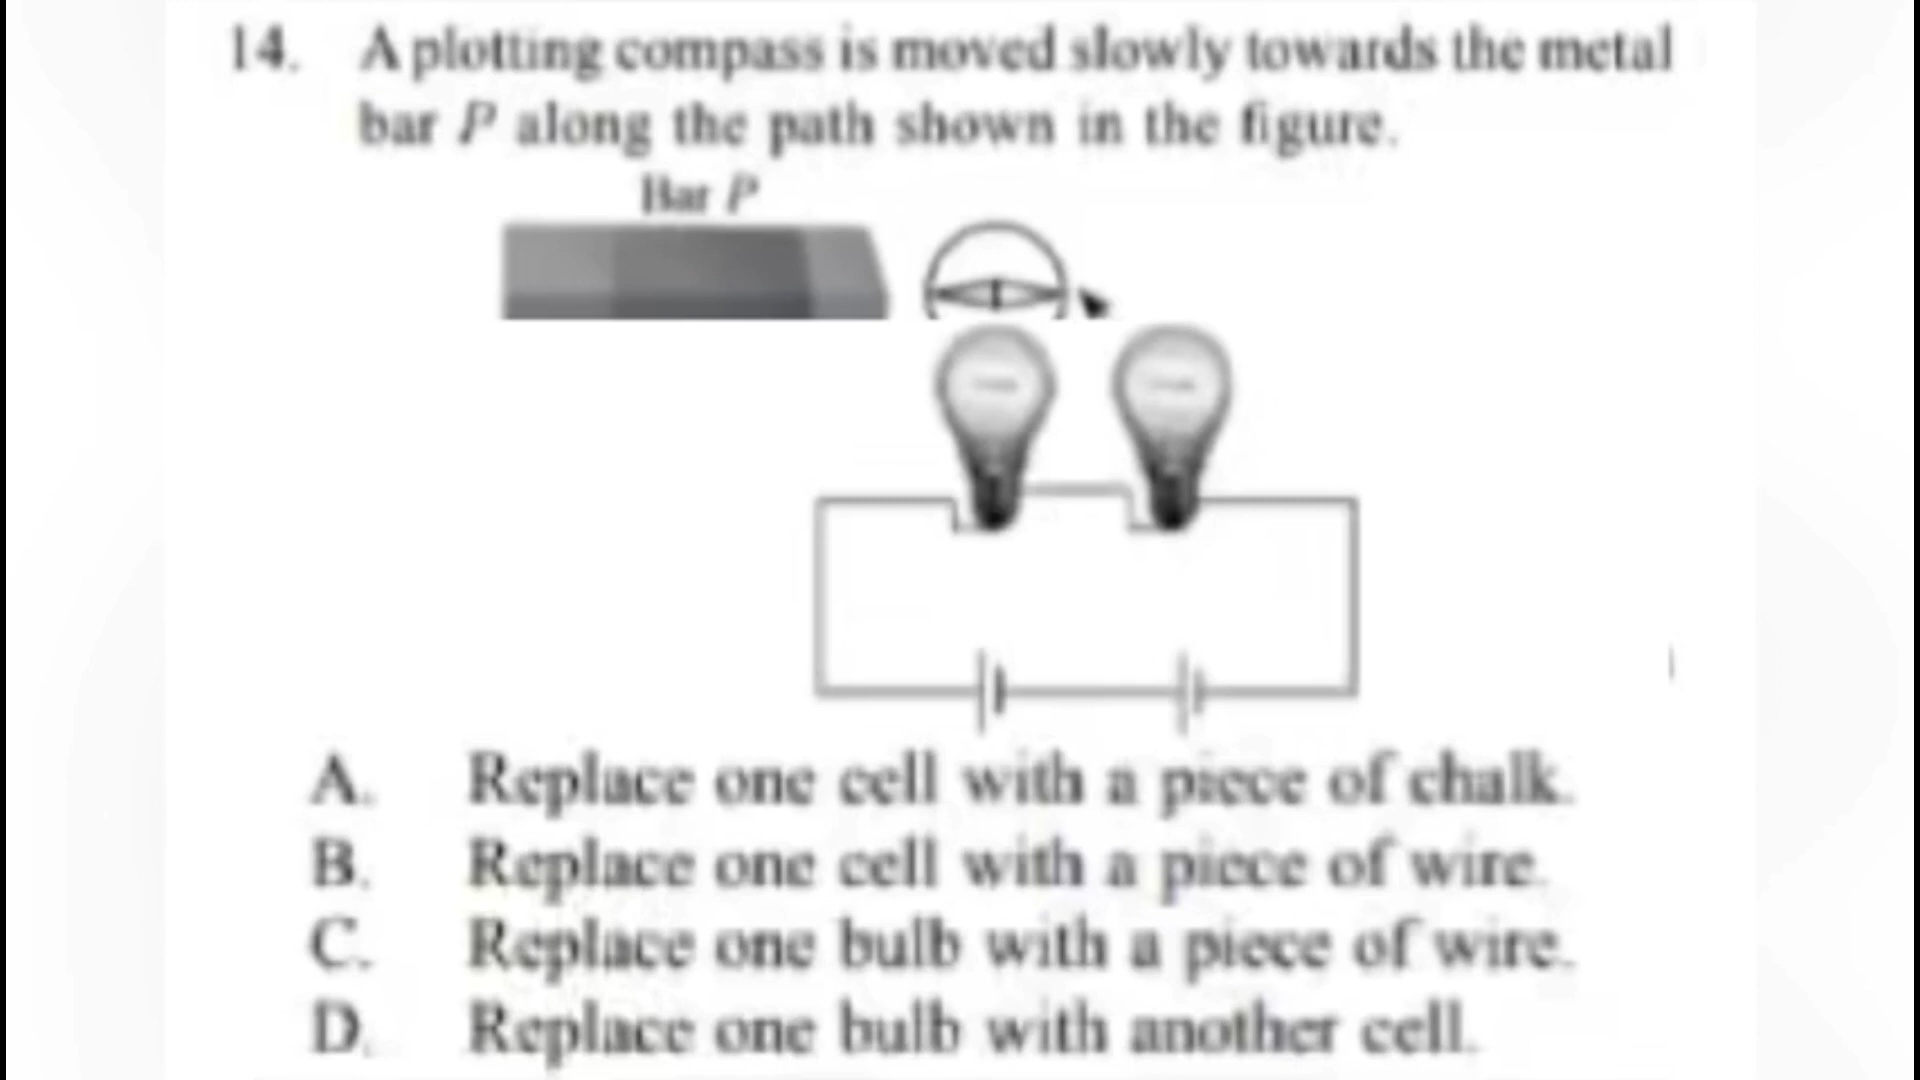 14. A plotting compass is moved slowly towards the metal
bar P along the path shown in the figure.
Bar P
A. Replace one cell with a piece of chalk.
B. Replace one cell with a piece of wire.
C. Replace one bulb with a piece of wire.
D. Replace one bulb with another cell.